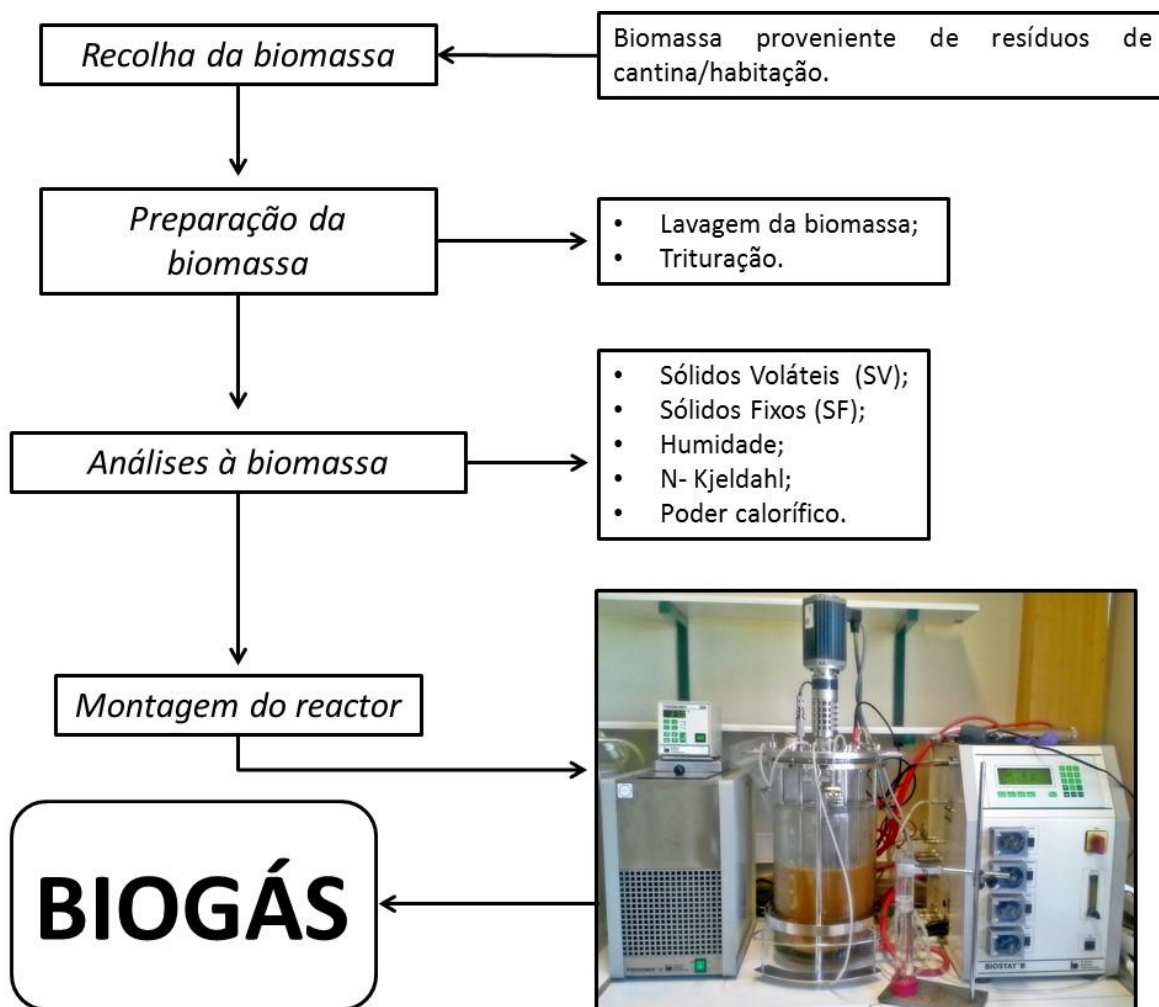 Recolha da biomassa
Biomassa proveniente de resíduos de
cantina/habitação.
Preparação da
biomassa
• Lavagem da biomassa;
• Trituração.
Análises à biomassa
• Sólidos Voláteis (SV);
• Sólidos Fixos (SF);
• Humidade;
• N- Kjeldahl;
• Poder calorífico.
Montagem do reactor
BIOSTAT® B
BIOGÁS